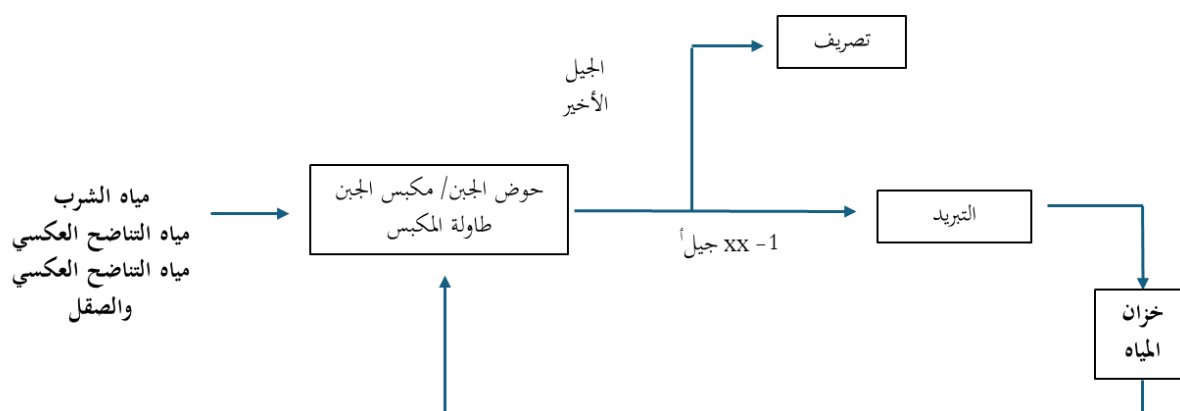 تصريف
الجيل
الأخير
مياه الشرب
مياه التناضح العكسي
مياه التناضح العكسي
والصقل
حوض الجبن/ مكبس الجبن
طاولة المكبس
1- xx جيل أ
التبريد
خزان
المياه